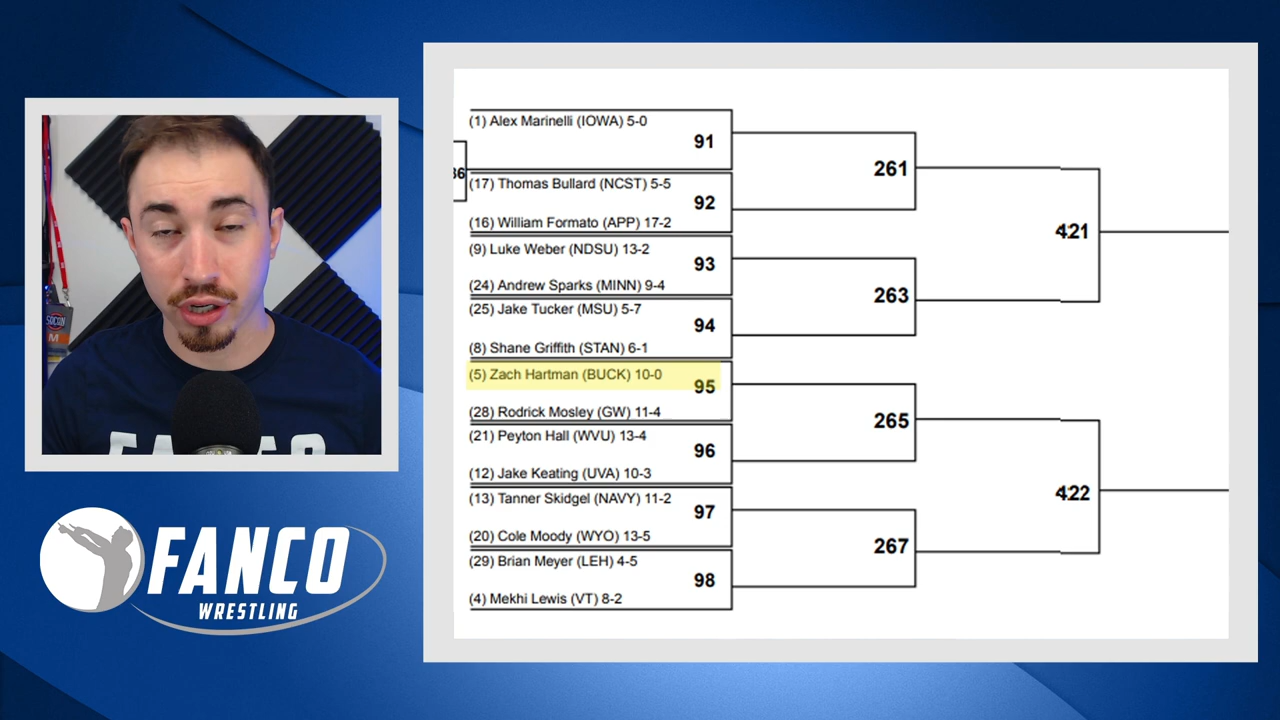 (1) Alex Marinelli (IOWA) 5-0
91
36
(17) Thomas Bullard (NCST) 5-5
92
(16) William Formato (APP) 17-2
(9) Luke Weber (NDSU) 13-2
93
(24) Andrew Sparks (MINN) 9-4
(25) Jake Tucker (MSU) 5-7
94
(8) Shane Griffith (STAN) 6-1
(5) Zach Hartman (BUCK) 10-0
95
(28) Rodrick Mosley (GW) 11-4
(21) Peyton Hall (WVU) 13-4
96
(12) Jake Keating (UVA) 10-3
(13) Tanner Skidgel (NAVY) 11-2
97
(20) Cole Moody (WYO) 13-5
(29) Brian Meyer (LEH) 4-5
98
(4) Mekhi Lewis (VT) 8-2
261
263
265
267
421
422
M
FANCO
WRESTLING